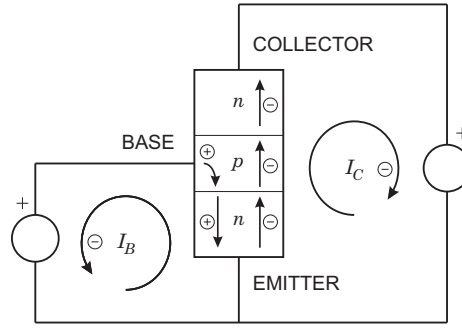 COLLECTOR
n
⊖
BASE
⊕
p
⊖
I_C
⊖
+
+
⊖
I_B
⊕
n
⊖
EMITTER